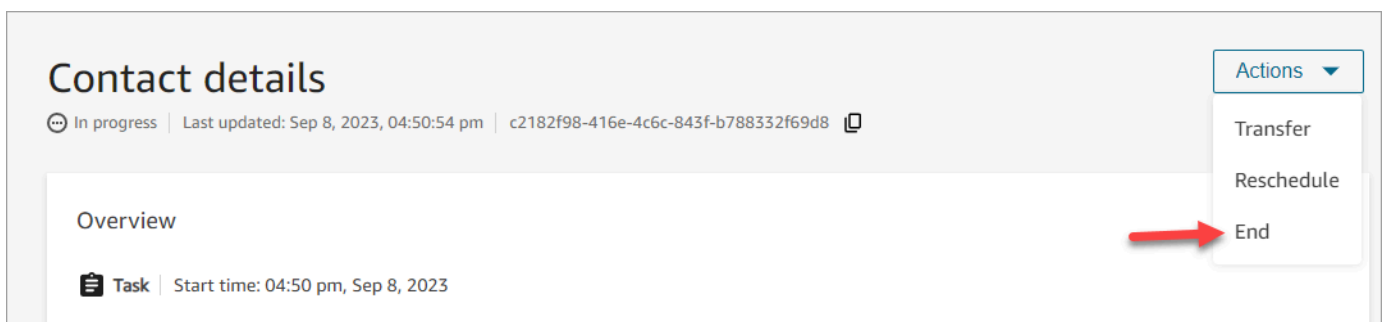 Contact details
Actions
In progress Last updated: Sep 8, 2023, 04:50:54 pm c2182f98-416e-4c6c-843f-b788332f69d8
Transfer
Reschedule
End
Overview
Task Start time: 04:50 pm, Sep 8, 2023